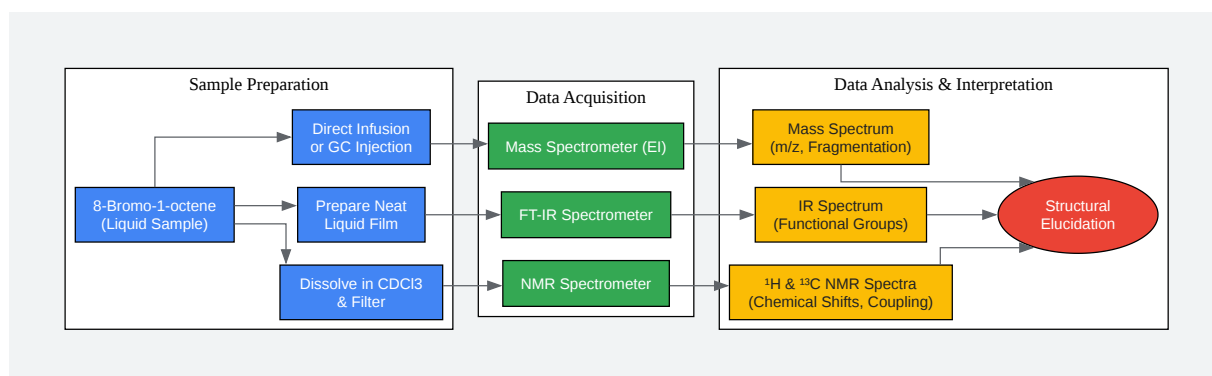 Sample Preparation
Direct Infusion
or GC Injection
8-Bromo-1-octene
(Liquid Sample)
Prepare Neat
Liquid Film
Dissolve in CDCl3
& Filter
Data Acquisition
Mass Spectrometer (EI)
FT-IR Spectrometer
NMR Spectrometer
Data Analysis & Interpretation
Mass Spectrum
(m/z, Fragmentation)
IR Spectrum
(Functional Groups)
¹H & ¹³C NMR Spectra
(Chemical Shifts, Coupling)
Structural
Elucidation